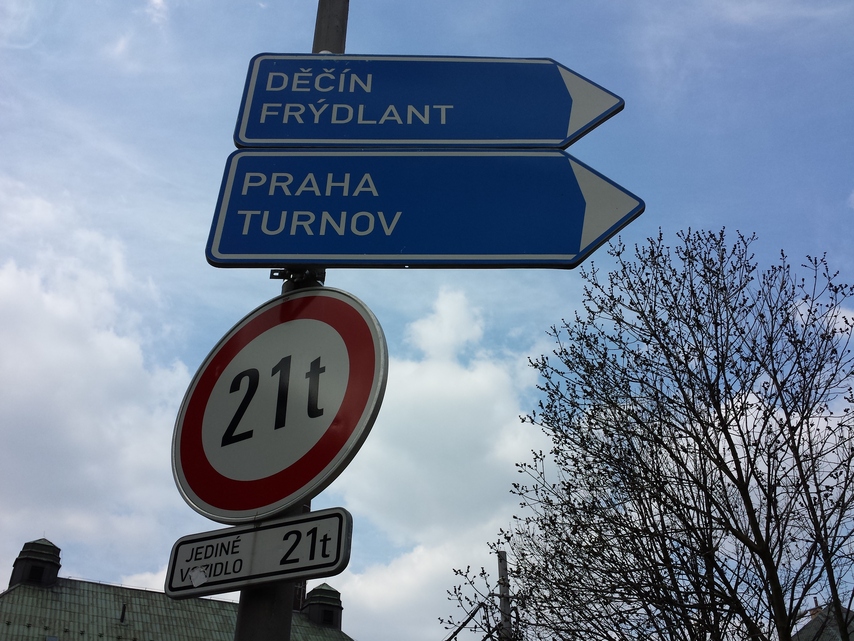 DĚČÍN
FRÝDLANT
PRAHA
TURNOV
21t
JEDINÉ
VOZIDLO
21t